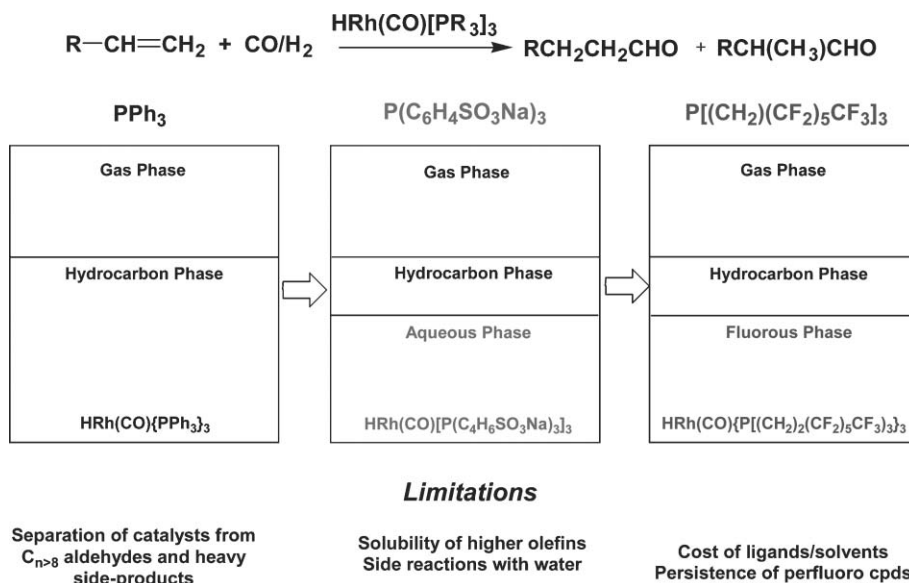 R—CH=CH₂ + CO/H₂ HRh(CO)[PR₃]₃ RCH₂CH₂CHO + RCH(CH₃)CHO
PPh₃ P(C₆H₄SO₃Na)₃ P[(CH₂)(CF₂)₅CF₃]₃
Gas Phase Gas Phase Gas Phase
Hydrocarbon Phase Hydrocarbon Phase Hydrocarbon Phase
Aqueous Phase Fluorous Phase
HRh(CO){PPh₃}₃ HRh(CO)[P(C₄H₆SO₃Na)₃]₃ HRh(CO){P[(CH₂)₂(CF₂)₅CF₃)₃}₃
Limitations
Separation of catalysts from
Cₙ>₈ aldehydes and heavy
side-products
Solubility of higher olefins
Side reactions with water
Cost of ligands/solvents
Persistence of perfluoro cpds